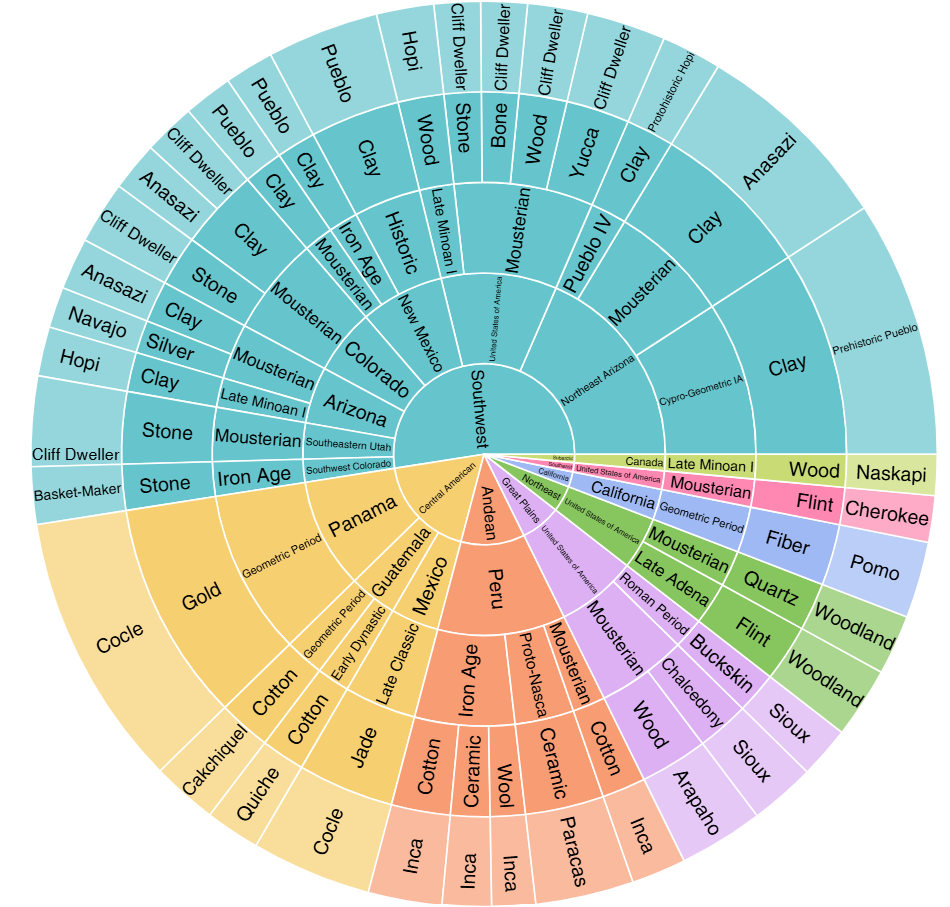 Southwest
Central American
Andean
Great Plains
Northeast
California
Southeast
Subarctic
Northeast Arizona
United States of America
New Mexico
Colorado
Arizona
Southeastern Utah
Southwest Colorado
Panama
Guatemala
Mexico
Peru
United States of America
United States of America
California
United States of America
Canada
Cypro-Geometric IA
Mousterian
Pueblo IV
Mousterian
Late Minoan I
Historic
Iron Age
Mousterian
Mousterian
Mousterian
Late Minoan I
Mousterian
Iron Age
Geometric Period
Geometric Period
Early Dynastic
Late Classic
Iron Age
Proto-Nasca
Mousterian
Mousterian
Roman Period
Late Adena
Mousterian
Geometric Period
Mousterian
Late Minoan I
Clay
Clay
Clay
Yucca
Wood
Bone
Stone
Wood
Clay
Clay
Clay
Clay
Stone
Clay
Silver
Clay
Stone
Stone
Gold
Cotton
Cotton
Jade
Cotton
Ceramic
Wool
Ceramic
Cotton
Wood
Chalcedony
Buckskin
Flint
Quartz
Fiber
Flint
Wood
Prehistoric Pueblo
Anasazi
Protohistoric Hopi
Cliff Dweller
Cliff Dweller
Cliff Dweller
Cliff Dweller
Hopi
Pueblo
Pueblo
Pueblo
Cliff Dweller
Anasazi
Cliff Dweller
Anasazi
Navajo
Hopi
Cliff Dweller
Basket-Maker
Cocle
Cakchiquel
Quiche
Cocle
Inca
Inca
Inca
Paracas
Inca
Arapaho
Sioux
Sioux
Woodland
Woodland
Pomo
Cherokee
Naskapi